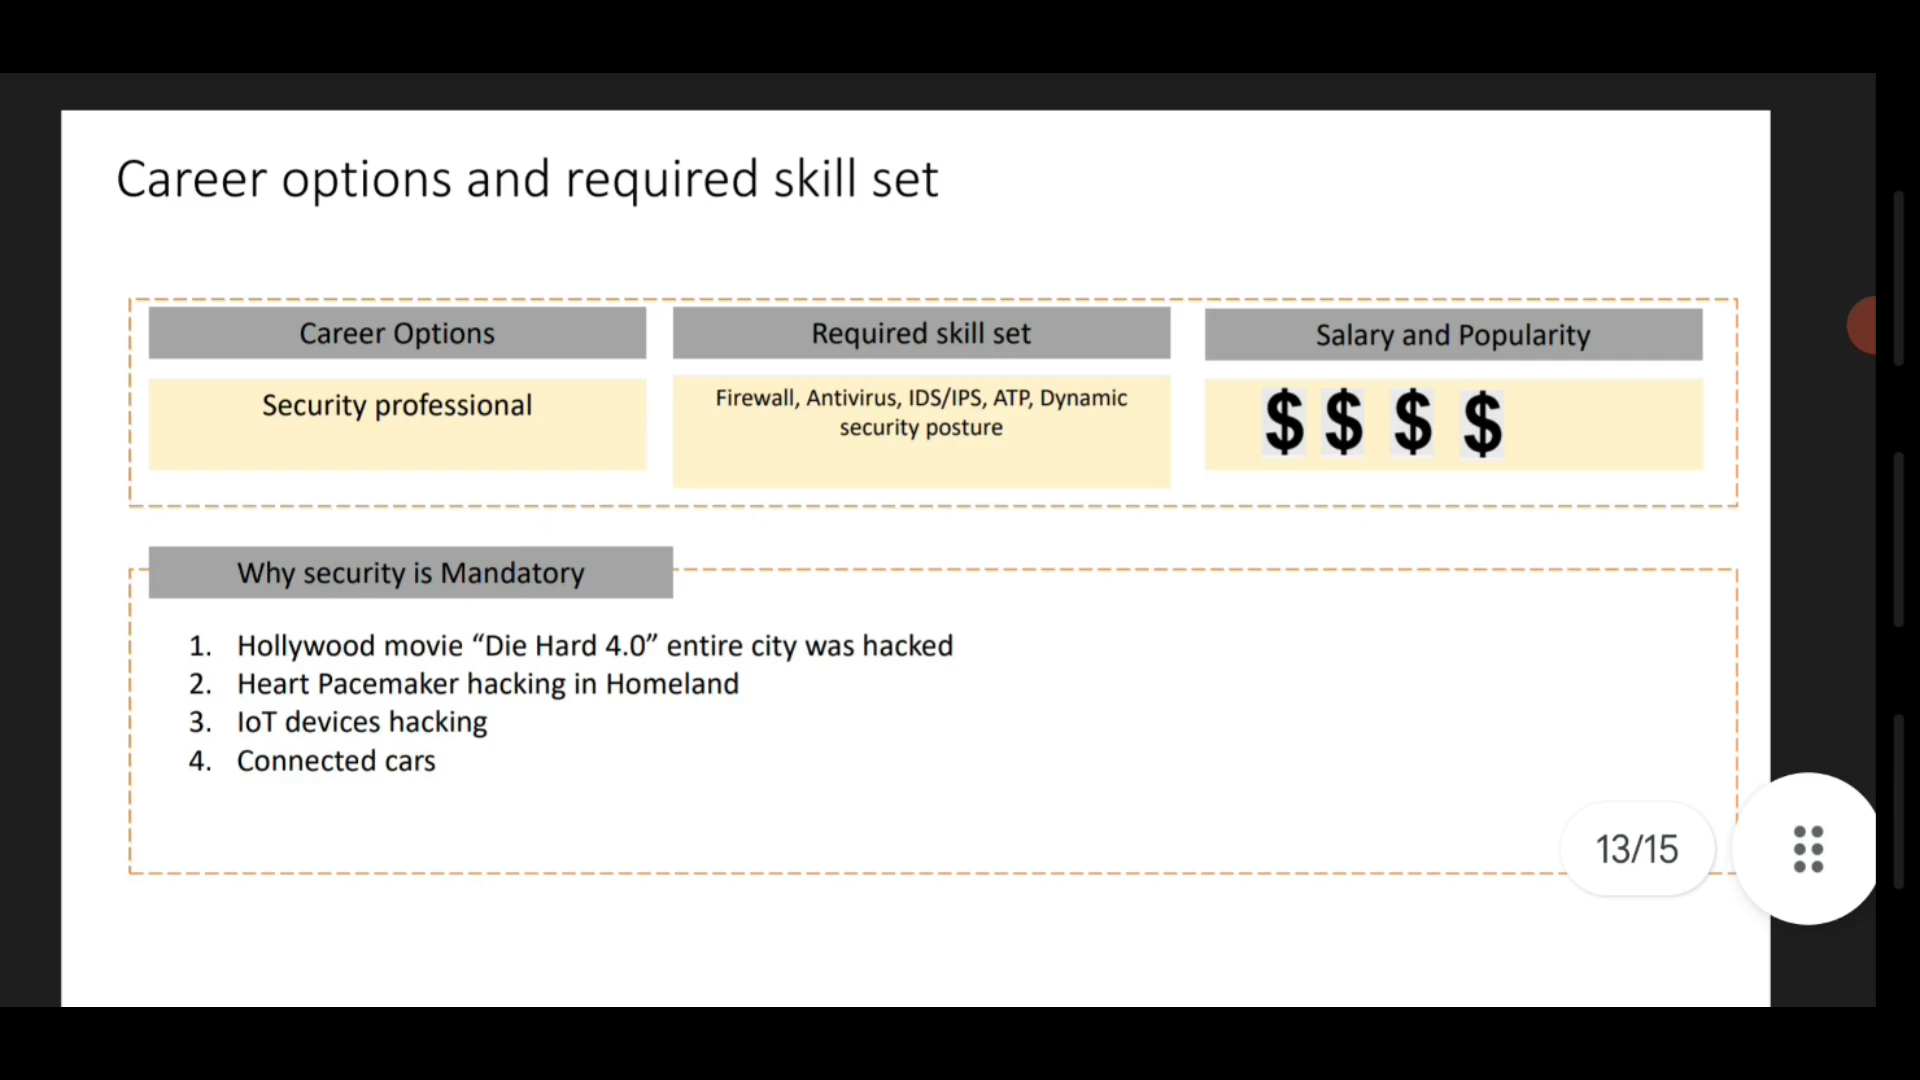 Career options and required skill set
Career Options
Required skill set
Salary and Popularity
Security professional
Firewall, Antivirus, IDS/IPS, ATP, Dynamic
security posture
$ $ $ $
Why security is Mandatory
1. Hollywood movie “Die Hard 4.0” entire city was hacked
2. Heart Pacemaker hacking in Homeland
3. IoT devices hacking
4. Connected cars
13/15